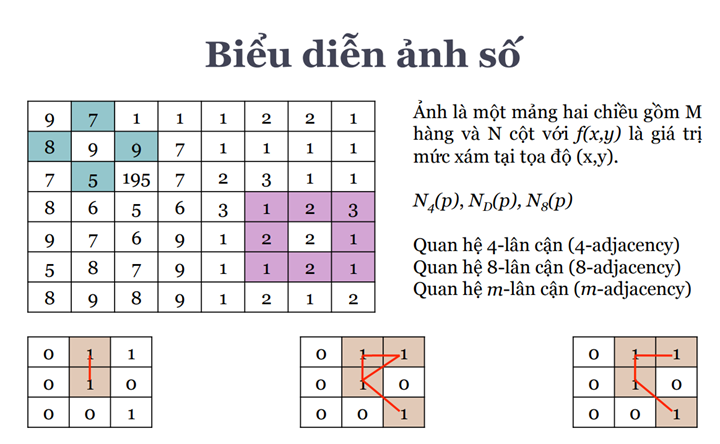 Biểu diễn ảnh số
9 7 1 1 1 2 2 1
8 9 9 7 1 1 1 1
7 5 195 7 2 3 1 1
8 6 5 6 3 1 2 3
9 7 6 9 1 2 2 1
5 8 7 9 1 1 2 1
8 9 8 9 1 2 1 2
Ảnh là một mảng hai chiều gồm M
hàng và N cột với f(x,y) là giá trị
mức xám tại tọa độ (x,y).
N4(p), ND(p), N8(p)
Quan hệ 4-lân cận (4-adjacency)
Quan hệ 8-lân cận (8-adjacency)
Quan hệ m-lân cận (m-adjacency)
0 1 1
0 1 0
0 0 1
0 1 1
0 1 0
0 0 1
0 1 1
0 1 0
0 0 1